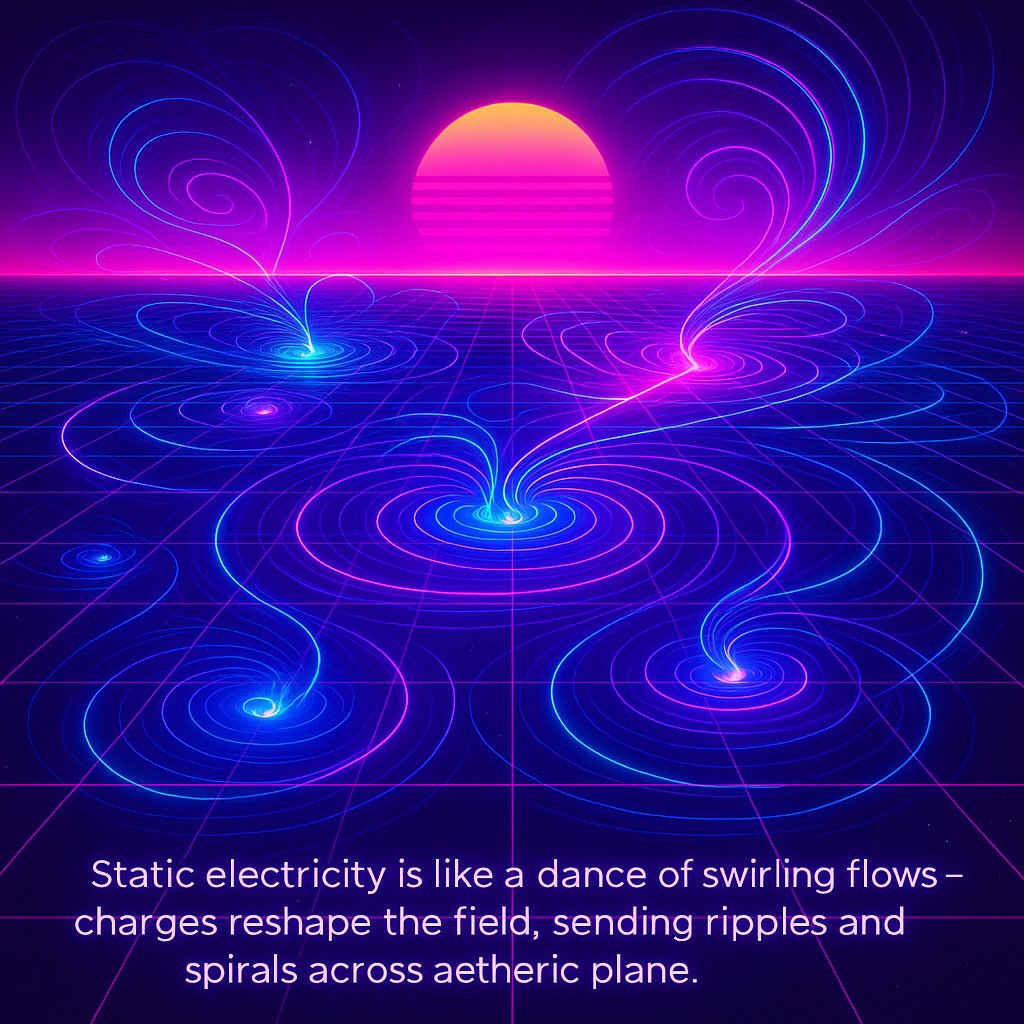 Static electricity is like a dance of swirling flows –
charges reshape the field, sending ripples and
spirals across aetheric plane.